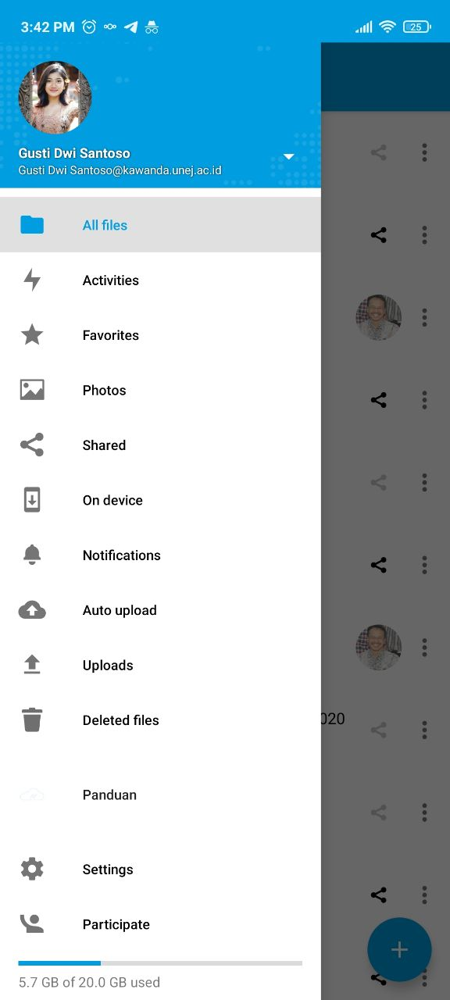 3:42 PM
25
Gusti Dwi Santoso
Gusti Dwi Santoso@kawanda.unej.ac.id
All files
Activities
Favorites
Photos
Shared
On device
Notifications
Auto upload
Uploads
Deleted files
020
Panduan
Settings
Participate
5.7 GB of 20.0 GB used